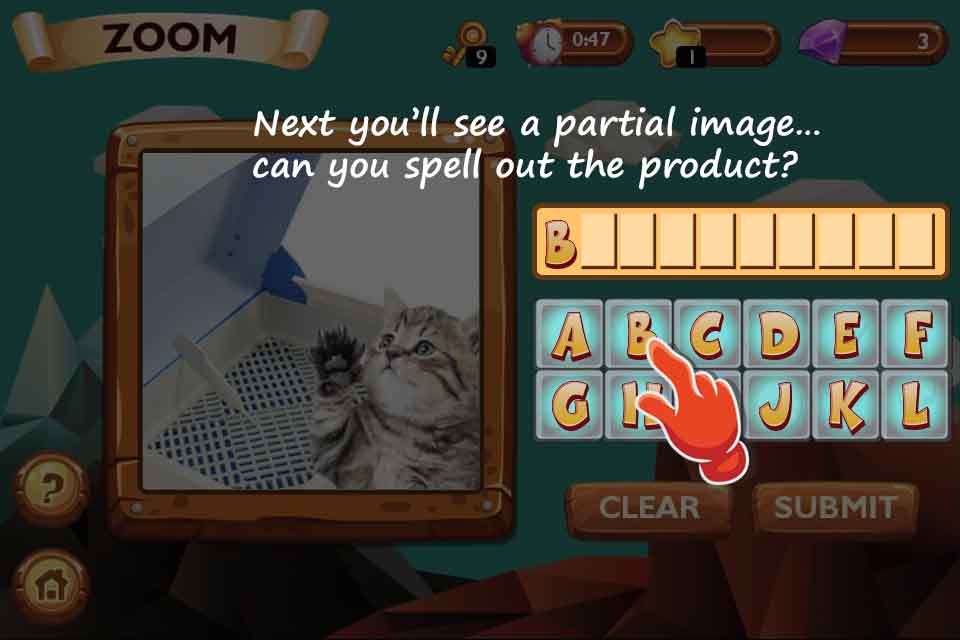 ZOOM
9
0:47
1
3
Next you'll see a partial image...
can you spell out the product?
B
A B C D E F
G H J K L
?
CLEAR SUBMIT